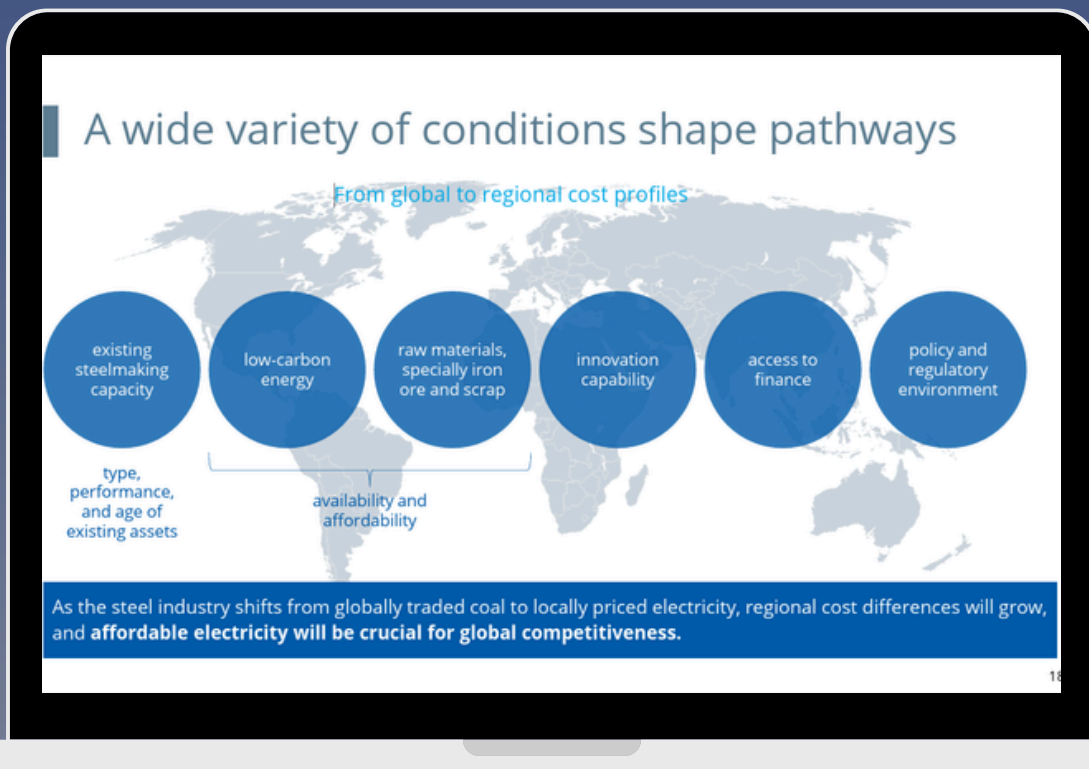 A wide variety of conditions shape pathways
From global to regional cost profiles
existing
steelmaking
capacity
low-carbon
energy
raw materials,
specially iron
ore and scrap
innovation
capability
access to
finance
policy and
regulatory
environment
type,
performance,
and age of
existing assets
availability and
affordability
As the steel industry shifts from globally traded coal to locally priced electricity, regional cost differences will grow,
and affordable electricity will be crucial for global competitiveness.
18